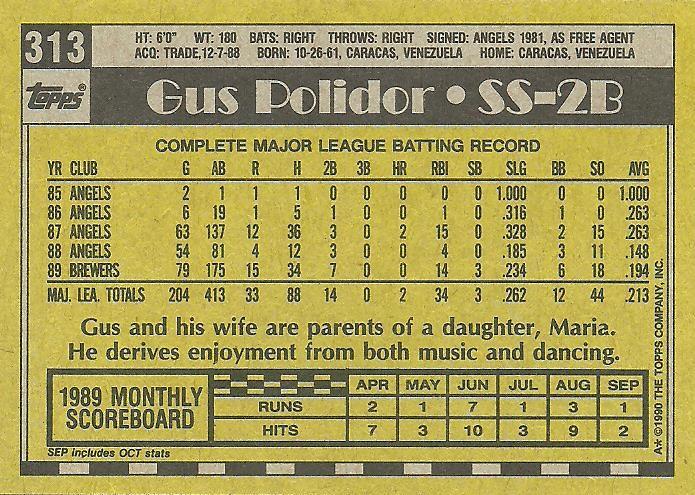 313
HT: 6'0" WT: 180 BATS: RIGHT THROWS: RIGHT SIGNED: ANGELS 1981, AS FREE AGENT
ACQ: TRADE,12-7-88 BORN: 10-26-61, CARACAS, VENEZUELA HOME: CARACAS, VENEZUELA
topps® Gus Polidor • SS-2B
COMPLETE MAJOR LEAGUE BATTING RECORD
YR CLUB G AB R H 2B 3B HR RBI SB SLG BB SO AVG
85 ANGELS 2 1 1 1 0 0 0 0 0 1.000 0 0 1.000
86 ANGELS 6 19 1 5 1 0 0 1 0 .316 1 0 .263
87 ANGELS 63 137 12 36 3 0 2 15 0 .328 2 15 .263
88 ANGELS 54 81 4 12 3 0 0 4 0 .185 3 11 .148
89 BREWERS 79 175 15 34 7 0 0 14 3 .234 6 18 .194
MAJ. LEA. TOTALS 204 413 33 88 14 0 2 34 3 .262 12 44 .213
Gus and his wife are parents of a daughter, Maria.
He derives enjoyment from both music and dancing.
1989 MONTHLY
SCOREBOARD
APR MAY JUN JUL AUG SEP
RUNS 2 1 7 1 3 1
HITS 7 3 10 3 9 2
SEP includes OCT stats
A* ©1990 THE TOPPS COMPANY, INC.